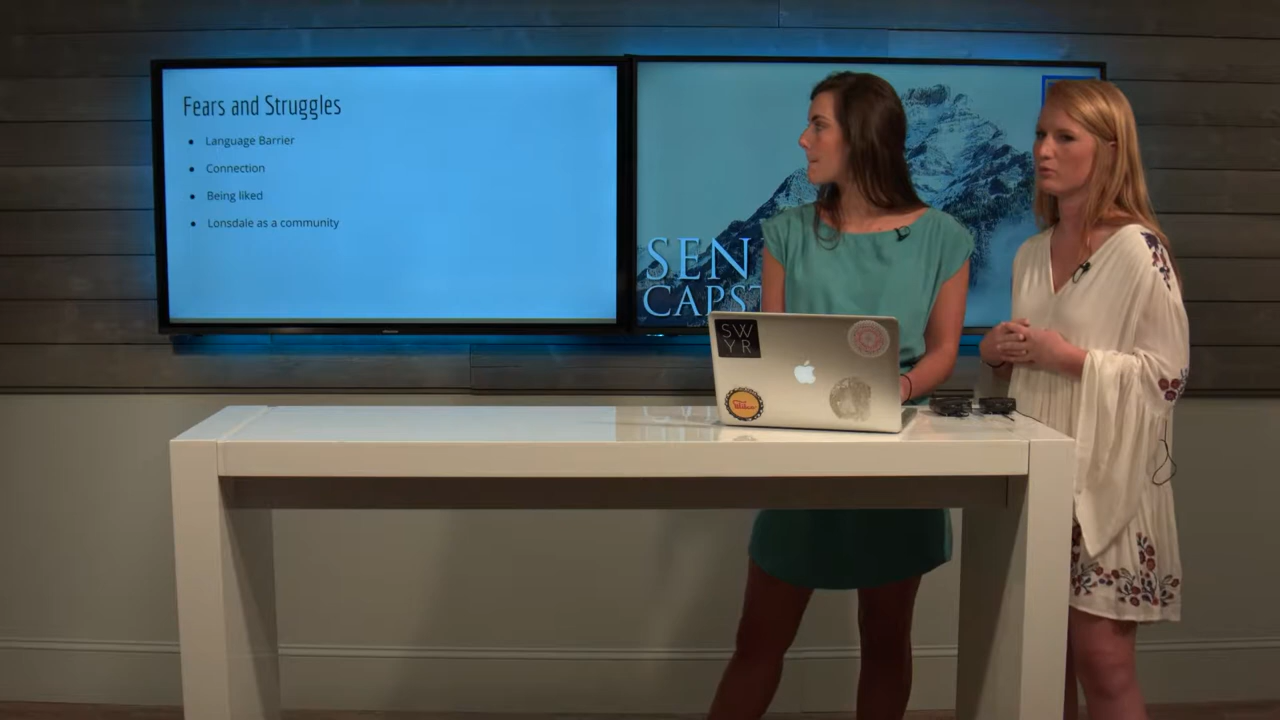 Fears and Struggles
Language Barrier
Connection
Being liked
Lonsdale as a community
SEN
CAPST
SW
YR